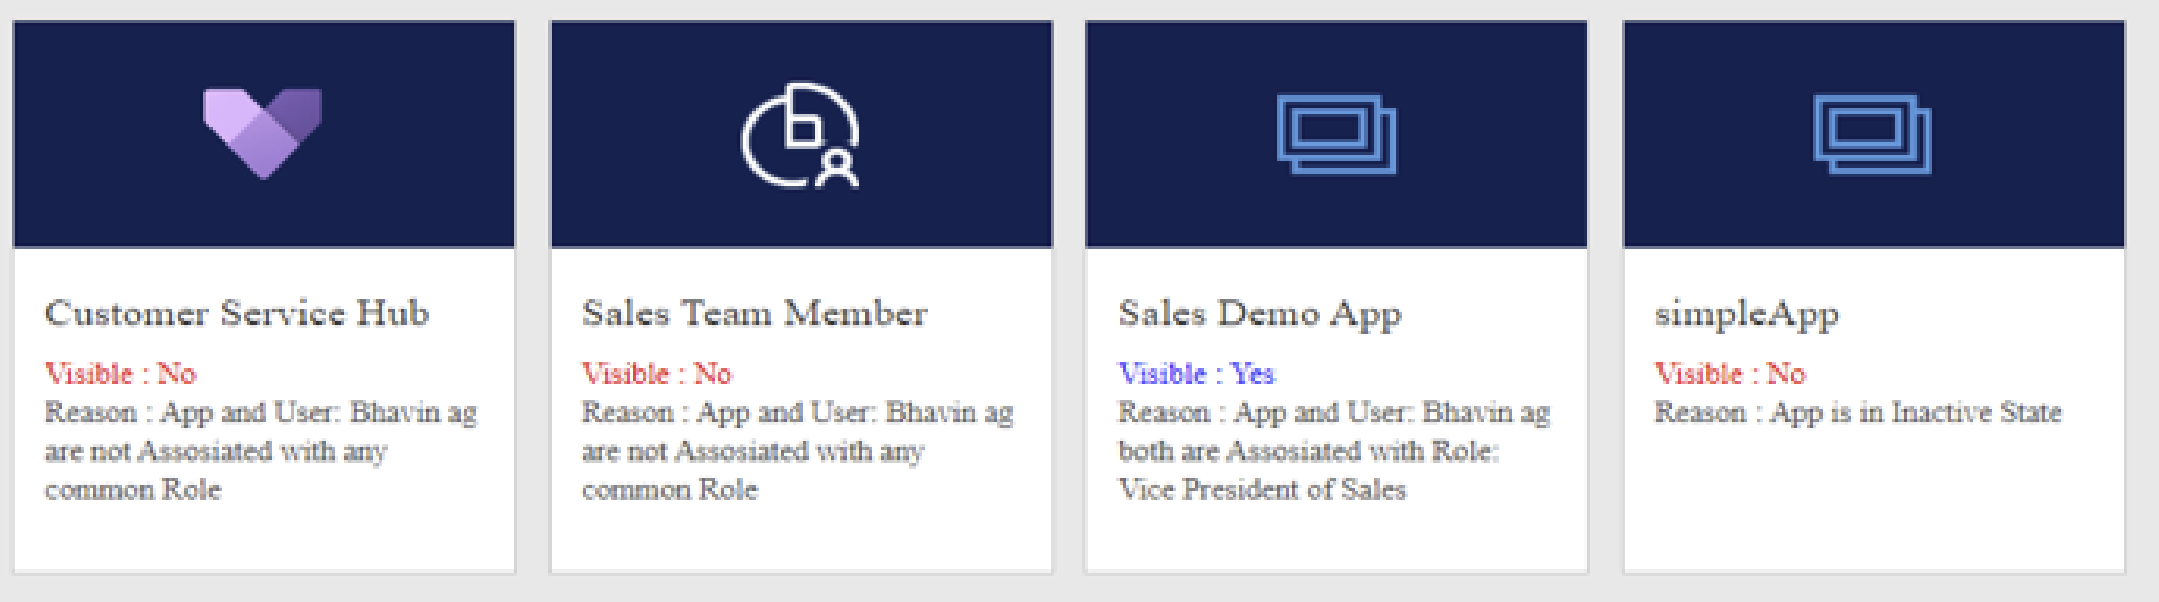 Customer Service Hub
Visible : No
Reason : App and User: Bhavin ag
are not Assosiated with any
common Role
Sales Team Member
Visible : No
Reason : App and User: Bhavin ag
are not Assosiated with any
common Role
Sales Demo App
Visible : Yes
Reason : App and User: Bhavin ag
both are Assosiated with Role:
Vice President of Sales
simpleApp
Visible : No
Reason : App is in Inactive State